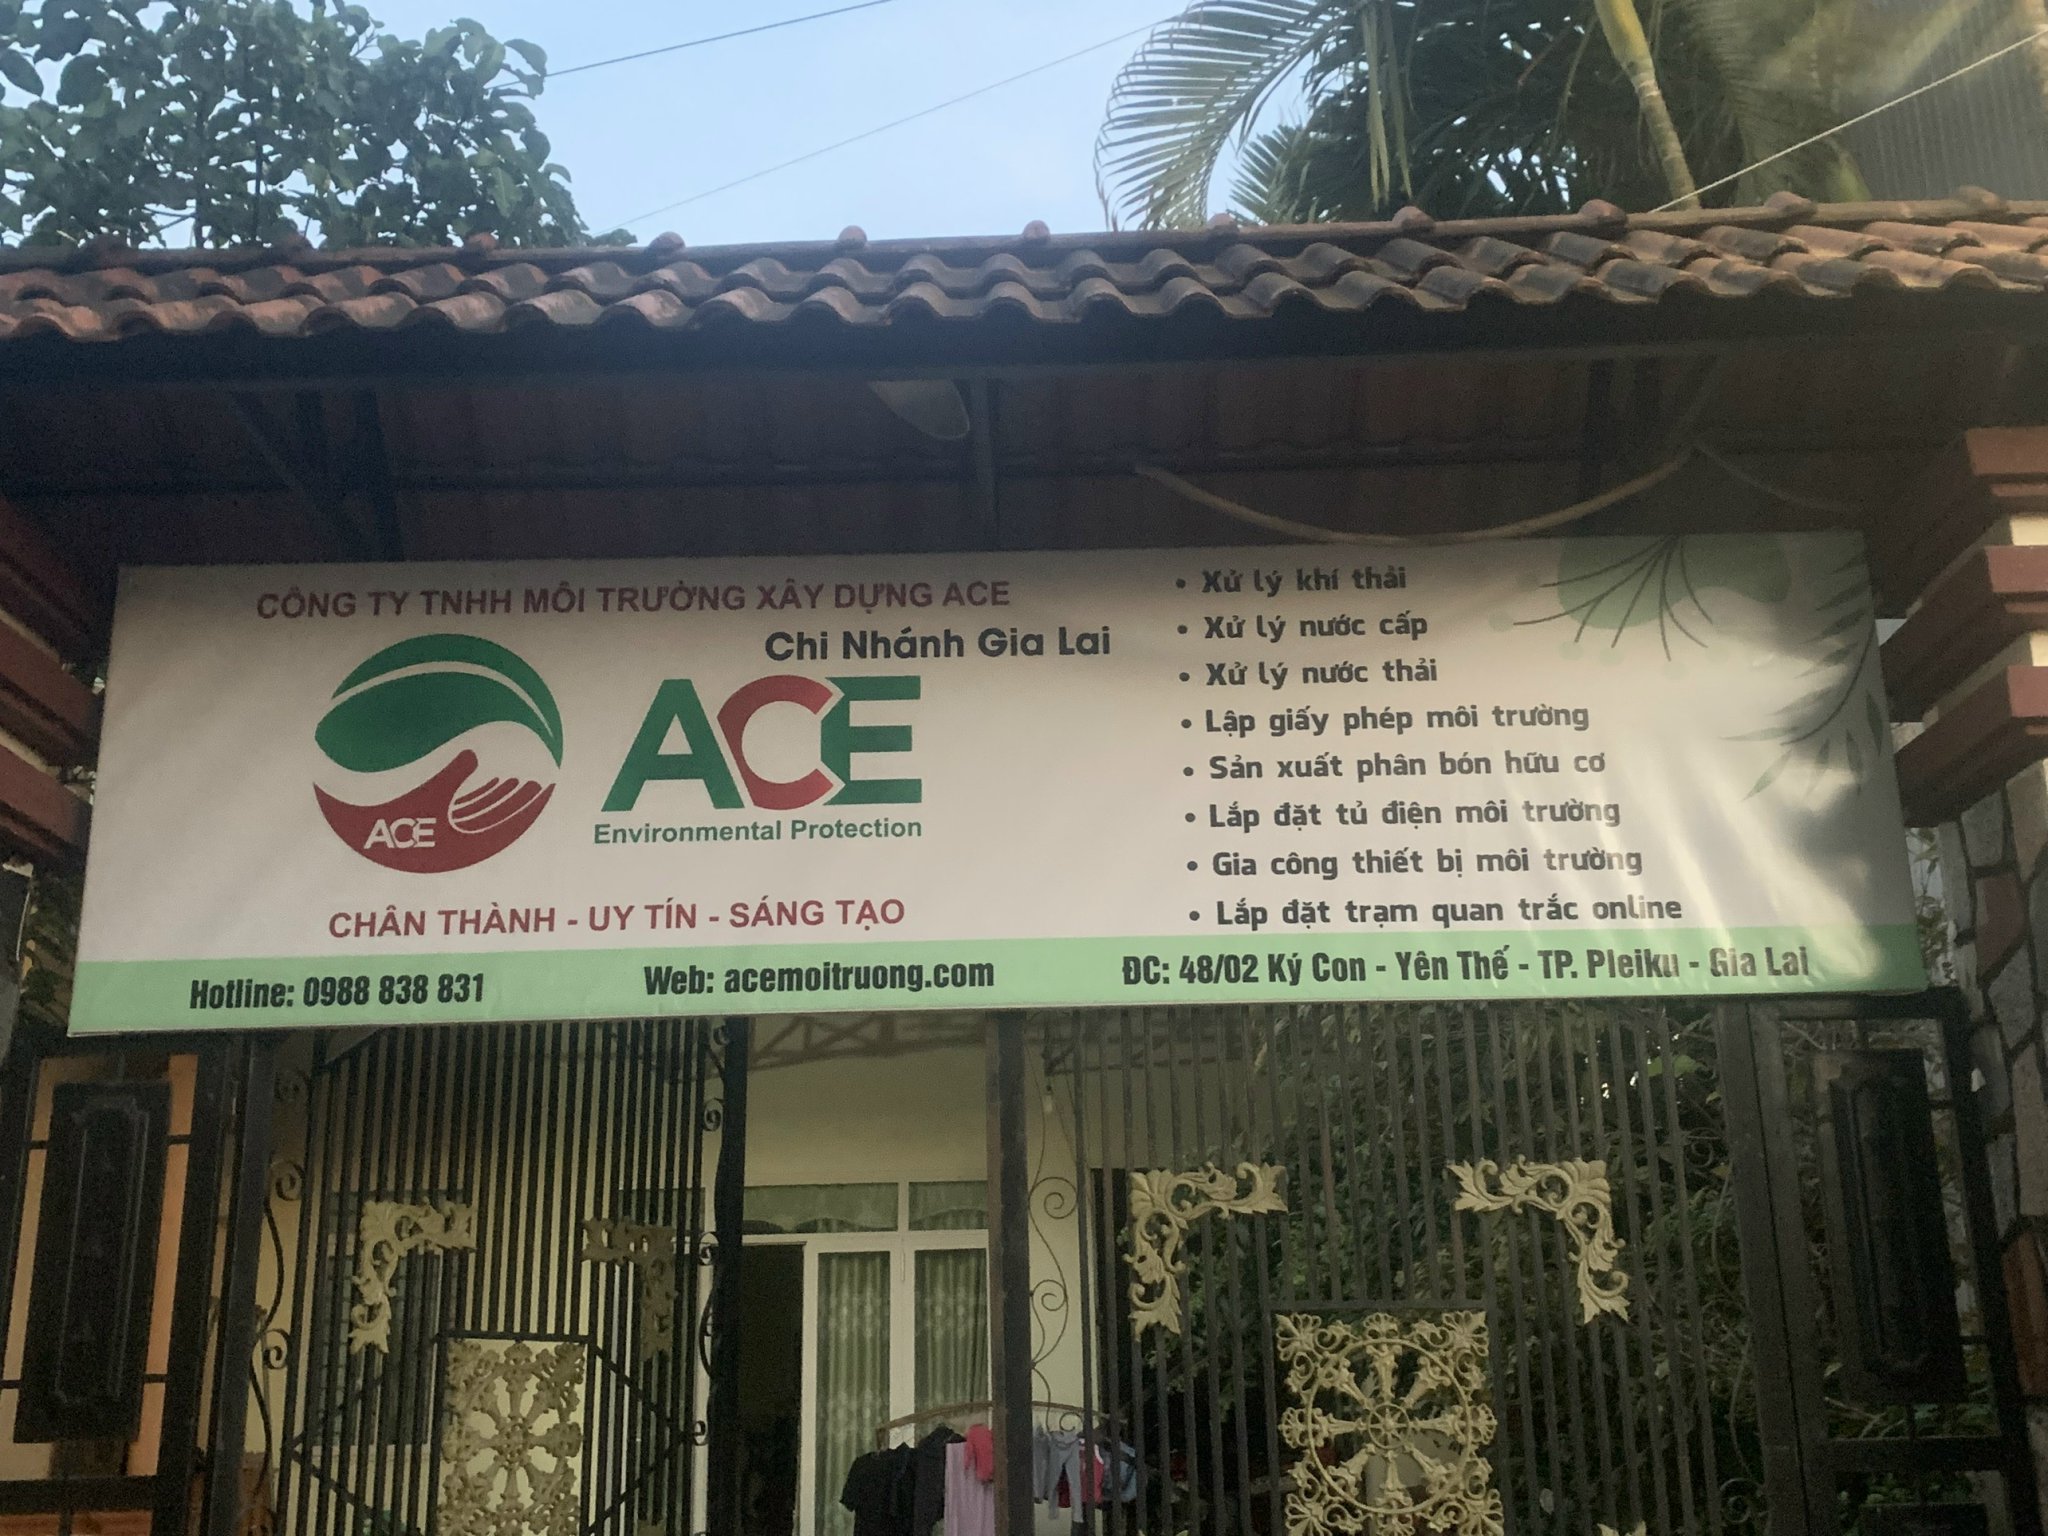 CÔNG TY TNHH MÔI TRƯỜNG XÂY DỰNG ACE
Chi Nhánh Gia Lai
ACE
ACE
Environmental Protection
CHÂN THÀNH - UY TÍN - SÁNG TẠO
• Xử lý khí thải
• Xử lý nước cấp
• Xử lý nước thải
• Lập giấy phép môi trường
• Sản xuất phân bón hữu cơ
• Lắp đặt tủ điện môi trường
• Gia công thiết bị môi trường
• Lắp đặt trạm quan trắc online
Hotline: 0988 838 831 Web: acemoitruong.com ĐC: 48/02 Ký Con - Yên Thế - TP. Pleiku - Gia Lai